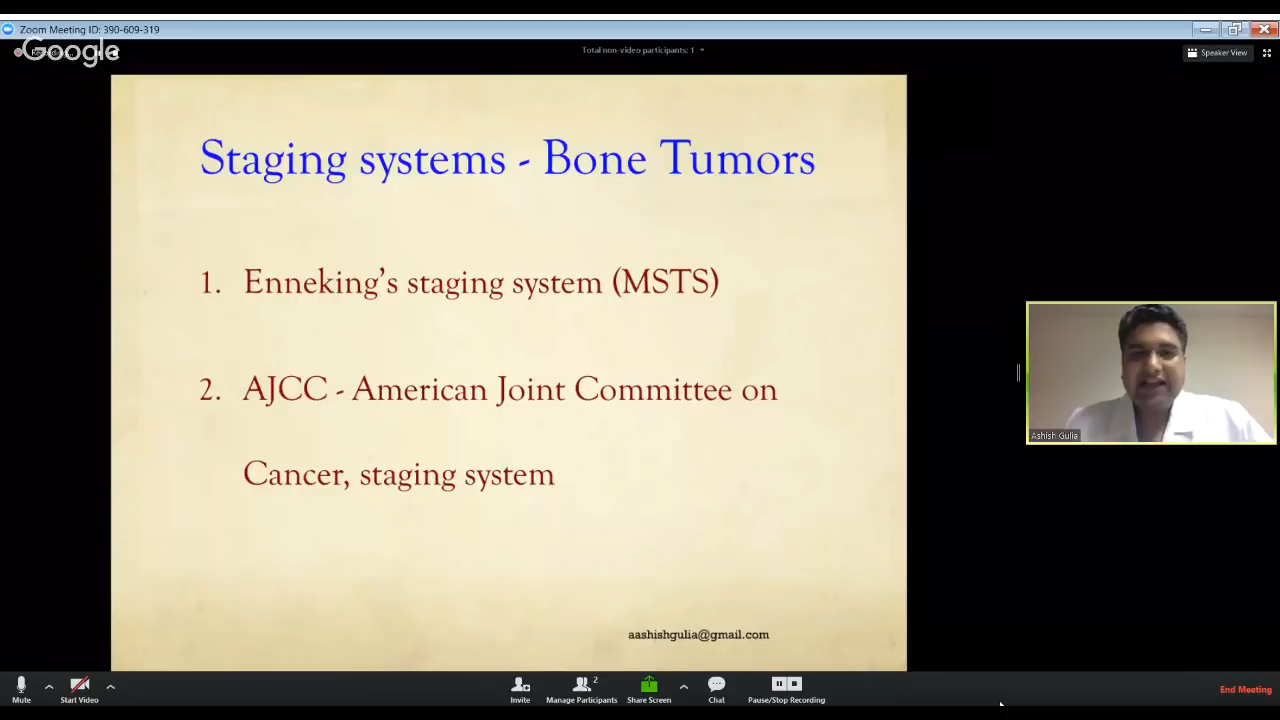 Zoom Meeting ID: 390-609-319
Google
Total non-video participants: 1
Speaker View
Staging systems - Bone Tumors
1. Enneking's staging system (MSTS)
2. AJCC - American Joint Committee on
Cancer, staging system
Ashish Gulia
aashishgulia@gmail.com
Mute
Start Video
Invite
2
Manage Participants
Share Screen
Chat
Pause/Stop Recording
End Meeting